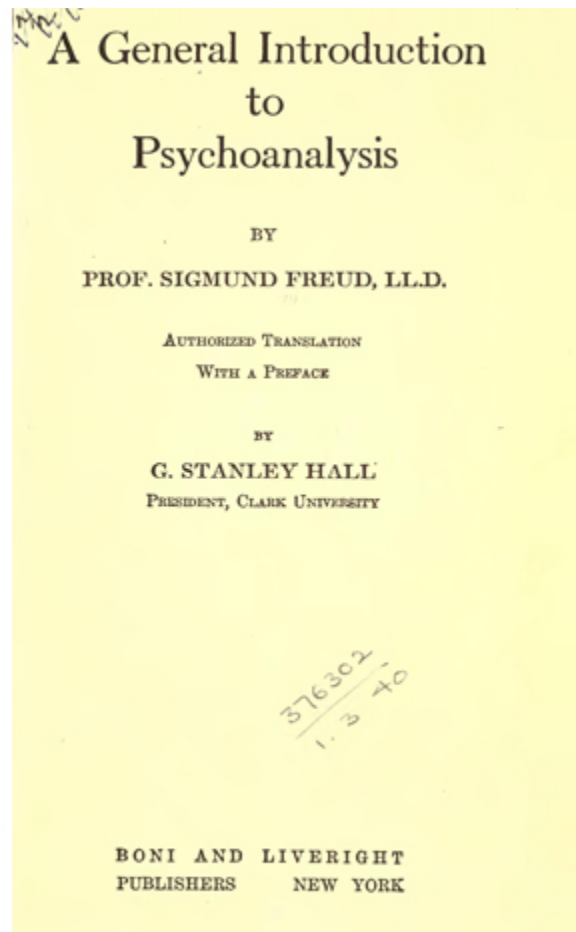 A General Introduction
to
Psychoanalysis
BY
PROF. SIGMUND FREUD, LL.D.
AUTHORIZED TRANSLATION
WITH A PREFACE
BY
G. STANLEY HALL
PRESIDENT, CLARK UNIVERSITY
376302
1. 3 40
BONI AND LIVERIGHT
PUBLISHERS NEW YORK